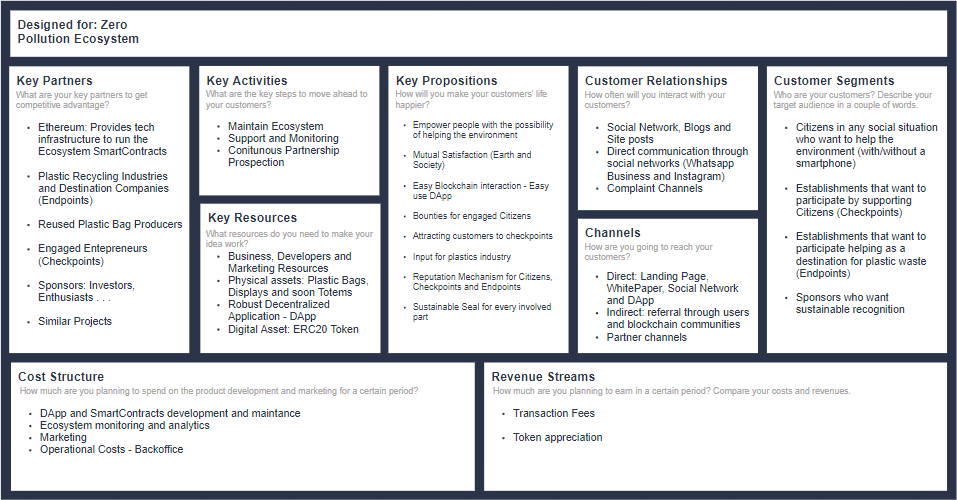 Designed for: Zero
Pollution Ecosystem
Key Partners
What are your key partners to get
competitive advantage?
• Ethereum: Provides tech
infrastructure to run the
Ecosystem SmartContracts
• Plastic Recycling Industries
and Destination Companies
(Endpoints)
• Reused Plastic Bag Producers
• Engaged Entepreneurs
(Checkpoints)
• Sponsors: Investors,
Enthusiasts . . .
• Similar Projects
Key Activities
What are the key steps to move ahead to
your customers?
• Maintain Ecosystem
• Support and Monitoring
• Conitunous Partnership
Prospection
Key Resources
What resources do you need to make your
idea work?
• Business, Developers and
Marketing Resources
• Physical assets: Plastic Bags,
Displays and soon Totems
• Robust Decentralized
Application - DApp
• Digital Asset: ERC20 Token
Key Propositions
How will you make your customers' life
happier?
• Empower people with the possibility
of helping the environment
• Mutual Satisfaction (Earth and
Society)
• Easy Blockchain interaction - Easy
use DApp
• Bounties for engaged Citizens
• Attracting customers to checkpoints
• Input for plastics industry
• Reputation Mechanism for Citizens,
Checkpoints and Endpoints
• Sustainable Seal for every involved
part
Customer Relationships
How often will you interact with your
customers?
• Social Network, Blogs and
Site posts
• Direct communication through
social networks (Whatsapp
Business and Instagram)
• Complaint Channels
Channels
How are you going to reach your
customers?
• Direct: Landing Page,
WhitePaper, Social Network
and DApp
• Indirect: referral through users
and blockchain communities
• Partner channels
Customer Segments
Who are your customers? Describe your
target audience in a couple of words.
• Citizens in any social situation
who want to help the
environment (with/without a
smartphone)
• Establishments that want to
participate by supporting
Citizens (Checkpoints)
• Establishments that want to
participate helping as a
destination for plastic waste
(Endpoints)
• Sponsors who want
sustainable recognition
Cost Structure
How much are you planning to spend on the product development and marketing for a certain period?
• DApp and SmartContracts development and maintance
• Ecosystem monitoring and analytics
• Marketing
• Operational Costs - Backoffice
Revenue Streams
How much are you planning to earn in a certain period? Compare your costs and revenues.
• Transaction Fees
• Token appreciation